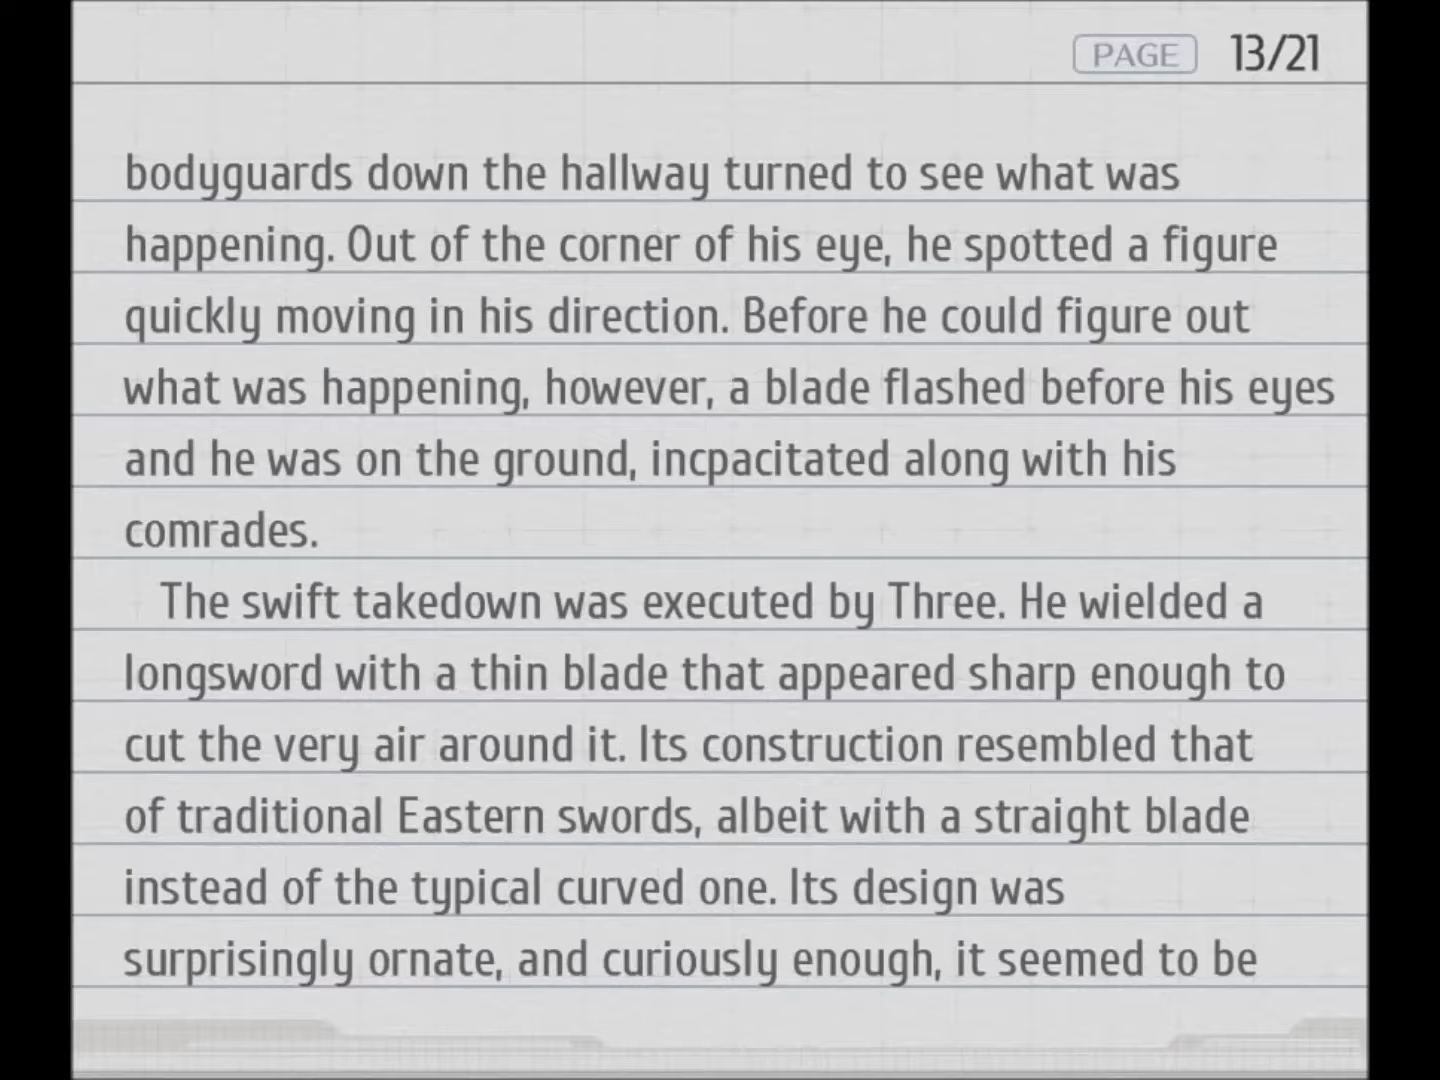 PAGE 13/21
bodyguards down the hallway turned to see what was
happening. Out of the corner of his eye, he spotted a figure
quickly moving in his direction. Before he could figure out
what was happening, however, a blade flashed before his eyes
and he was on the ground, incpacitated along with his
comrades.
The swift takedown was executed by Three. He wielded a
longsword with a thin blade that appeared sharp enough to
cut the very air around it. Its construction resembled that
of traditional Eastern swords, albeit with a straight blade
instead of the typical curved one. Its design was
surprisingly ornate, and curiously enough, it seemed to be